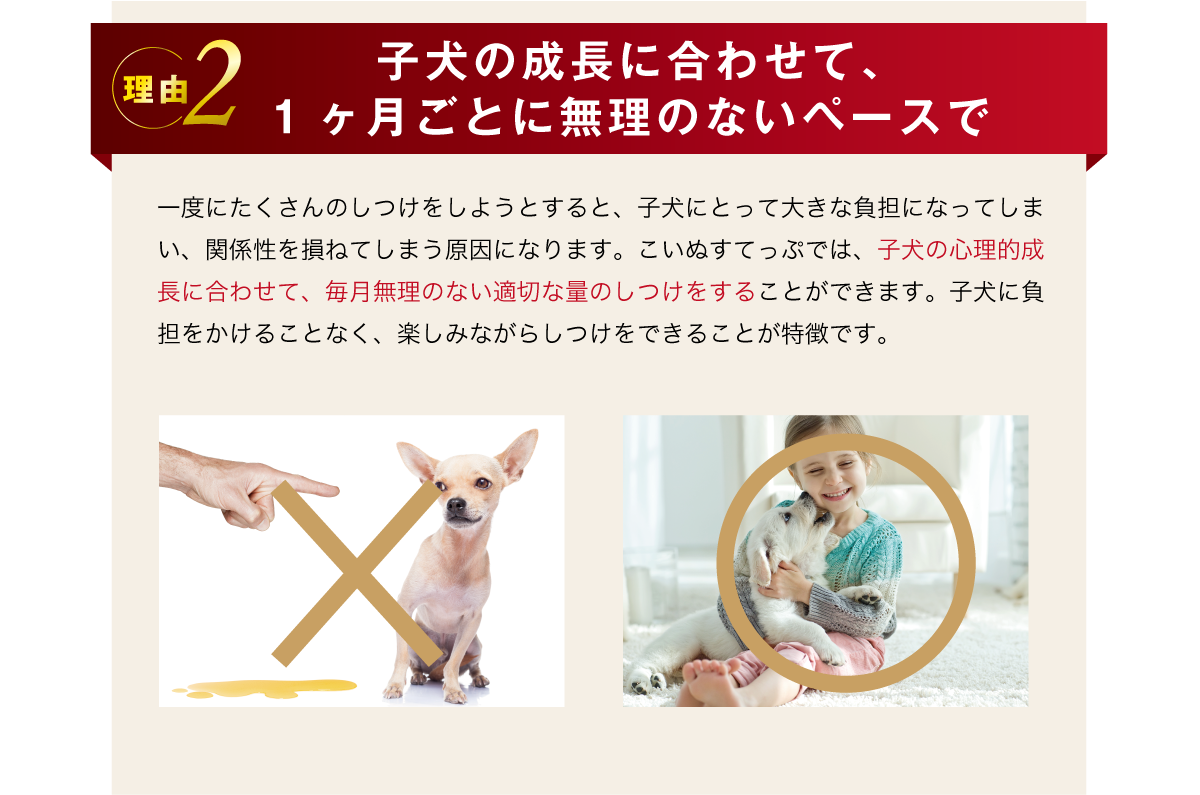 理由2
子犬の成長に合わせて、
1ヶ月ごとに無理のないペースで
一度にたくさんのしつけをしようとすると、子犬にとって大きな負担になってしま
い、関係性を損ねてしまう原因になります。こいぬすてっぷでは、子犬の心理的成
長に合わせて、毎月無理のない適切な量のしつけをすることができます。子犬に負
担をかけることなく、楽しみながらしつけをできることが特徴です。